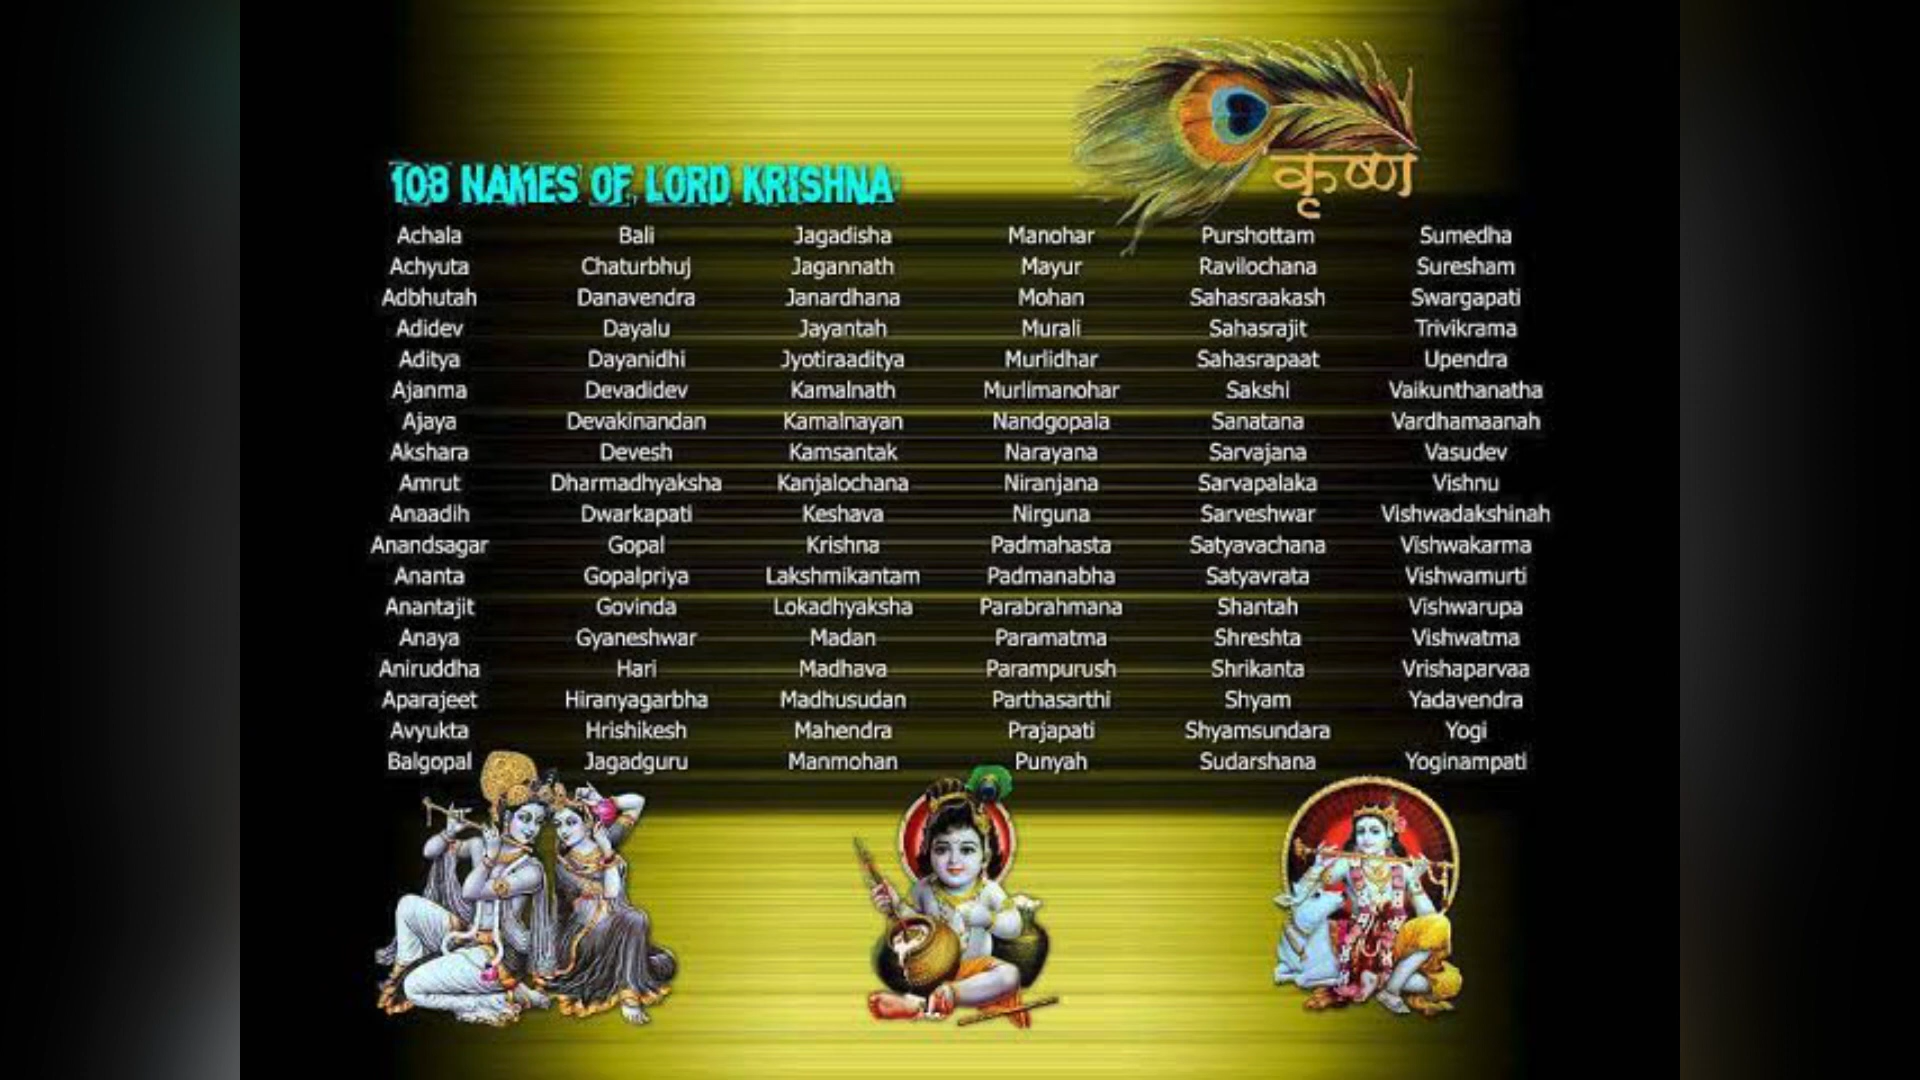 कृष्ण
108 NAMES OF LORD KRISHNA
Achala Bali Jagadisha Manohar Purshottam Sumedha
Achyuta Chaturbhuj Jagannath Mayur Ravilochana Suresham
Adbhutah Danavendra Janardhana Mohan Sahasraakash Swargapati
Adidev Dayalu Jayantah Murali Sahasrajit Trivikrama
Aditya Dayanidhi Jyotiraaditya Murlidhar Sahasrapaat Upendra
Ajanma Devadidev Kamalnath Murlimanohar Sakshi Vaikunthanatha
Ajaya Devakinandan Kamalnayan Nandgopala Sanatana Vardhamaanah
Akshara Devesh Kamsantak Narayana Sarvajana Vasudev
Amrut Dharmadhyaksha Kanjalochana Niranjana Sarvapalaka Vishnu
Anaadih Dwarkapati Keshava Nirguna Sarveshwar Vishwadakshinah
Anandsagar Gopal Krishna Padmahasta Satyavachana Vishwakarma
Ananta Gopalpriya Lakshmikantam Padmanabha Satyavrata Vishwamurti
Anantajit Govinda Lokadhyaksha Parabrahmana Shantah Vishwarupa
Anaya Gyaneshwar Madan Paramatma Shreshta Vishwatma
Aniruddha Hari Madhava Parampurush Shrikanta Vrishaparvaa
Aparajeet Hiranyagarbha Madhusudan Parthasarthi Shyam Yadavendra
Avyukta Hrishikesh Mahendra Prajapati Shyamsundara Yogi
Balgopal Jagadguru Manmohan Punyah Sudarshana Yoginampati